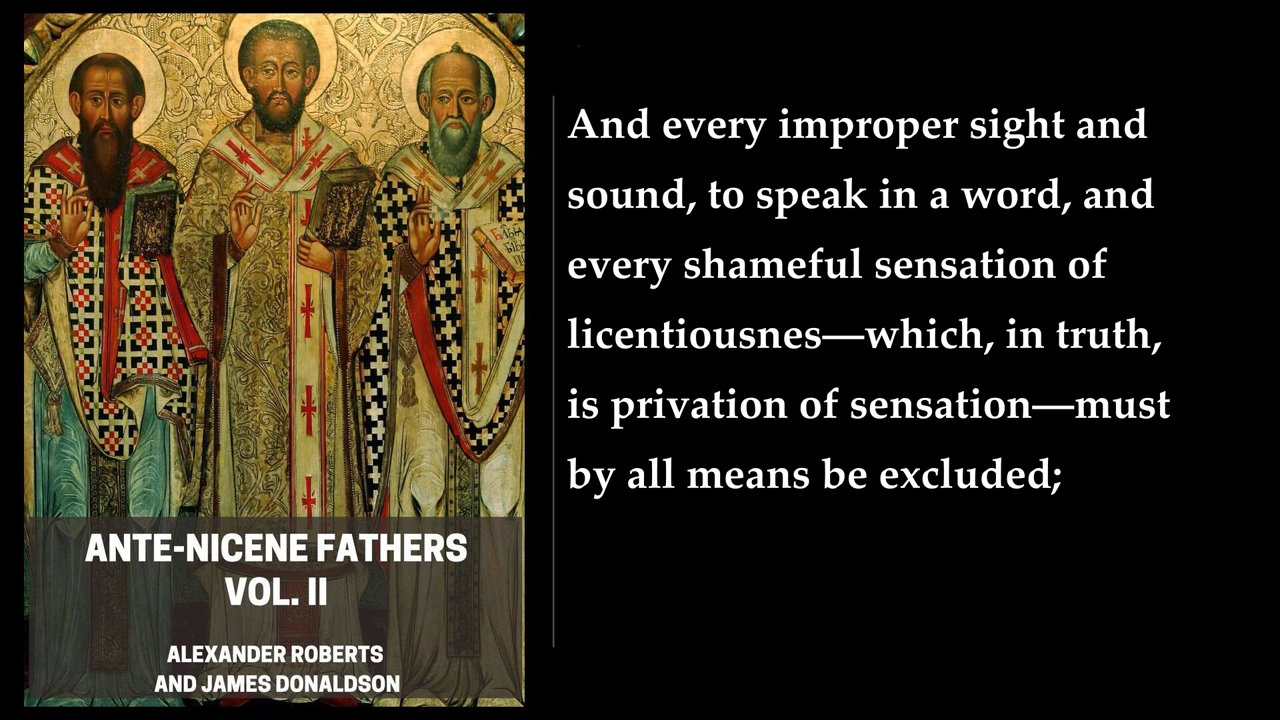 ANTE-NICENE FATHERS
VOL. II
ALEXANDER ROBERTS
AND JAMES DONALDSON
And every improper sight and
sound, to speak in a word, and
every shameful sensation of
licentiousnes—which, in truth,
is privation of sensation—must
by all means be excluded;